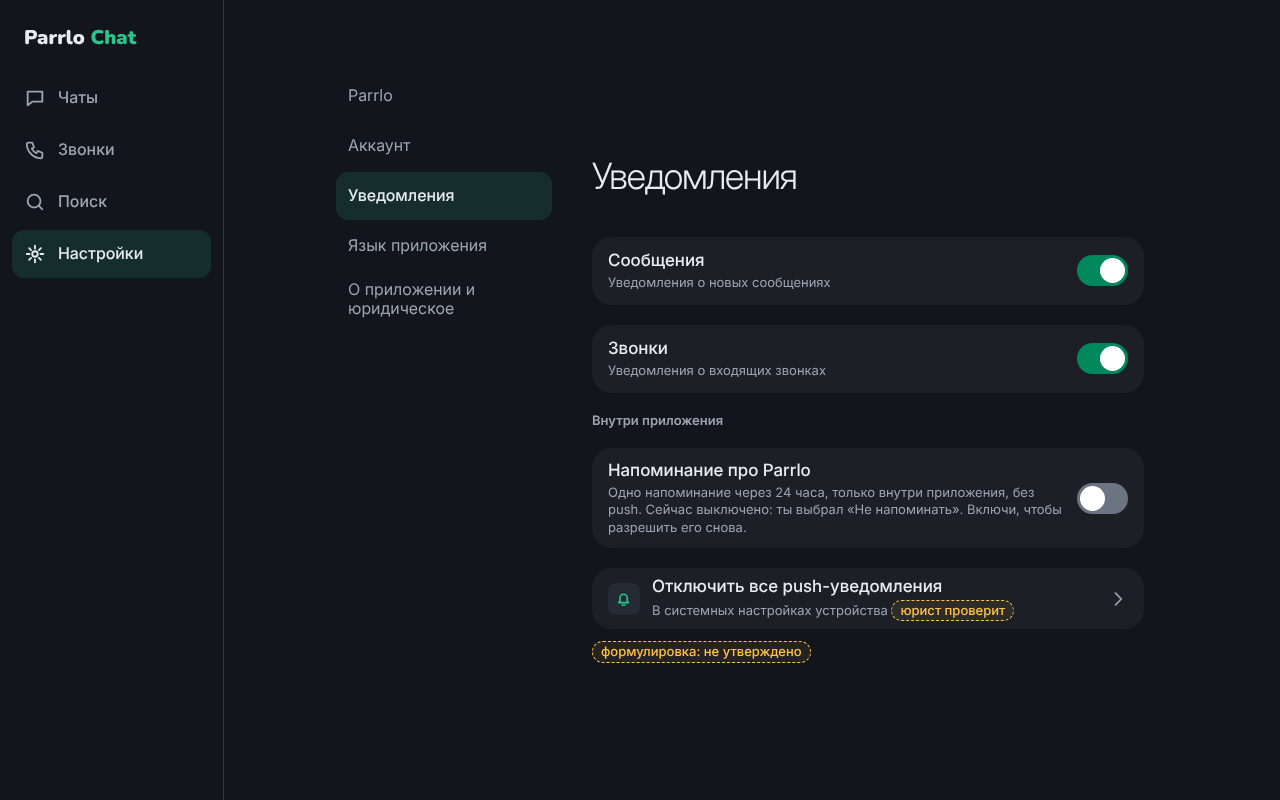 Parrlo Chat
Чаты
Звонки
Поиск
Настройки
Parrlo
Аккаунт
Уведомления
Язык приложения
О приложении и
юридическое
Уведомления
Сообщения
Уведомления о новых сообщениях
Звонки
Уведомления о входящих звонках
Внутри приложения
Напоминание про Parrlo
Одно напоминание через 24 часа, только внутри приложения, без
push. Сейчас выключено: ты выбрал «Не напоминать». Включи, чтобы
разрешить его снова.
Отключить все push-уведомления
В системных настройках устройства юрист проверит
формулировка: не утверждено